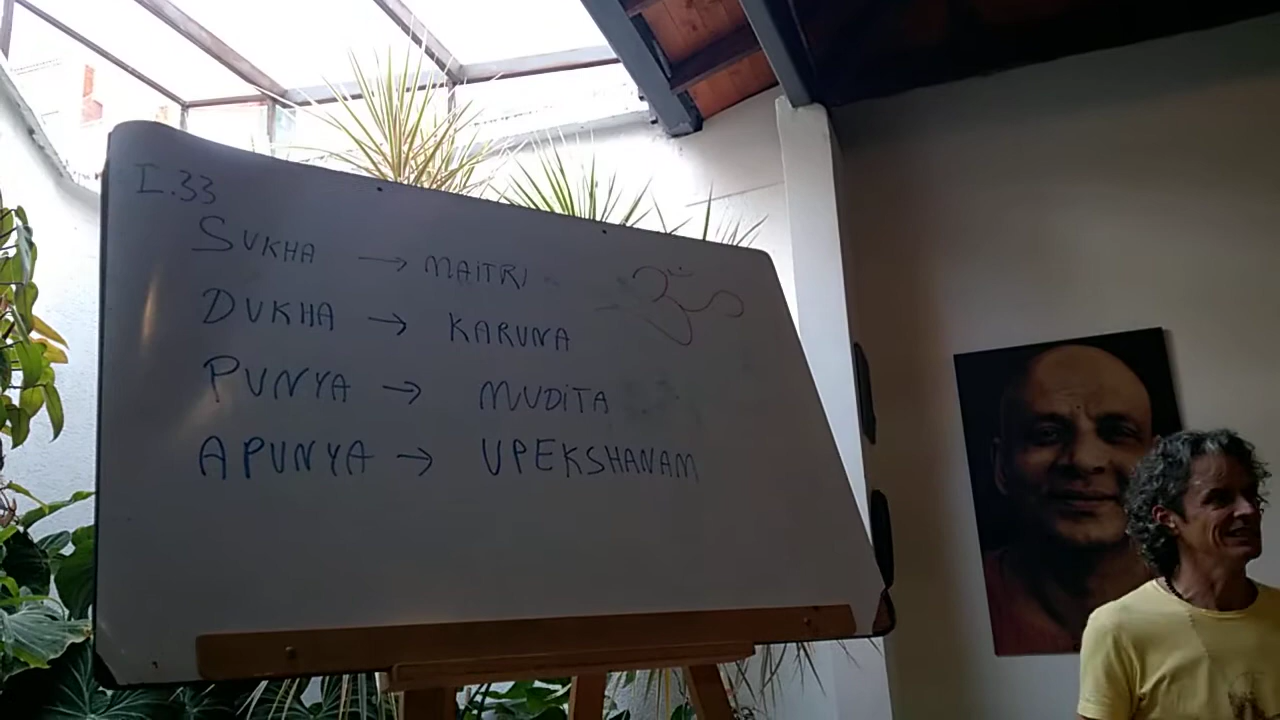 I.33
SUKHA → MAiTRi
DUKHA → KARUNA
PUNYA → MUDiTA
APUNYA → UPEKSHANAM
ॐ